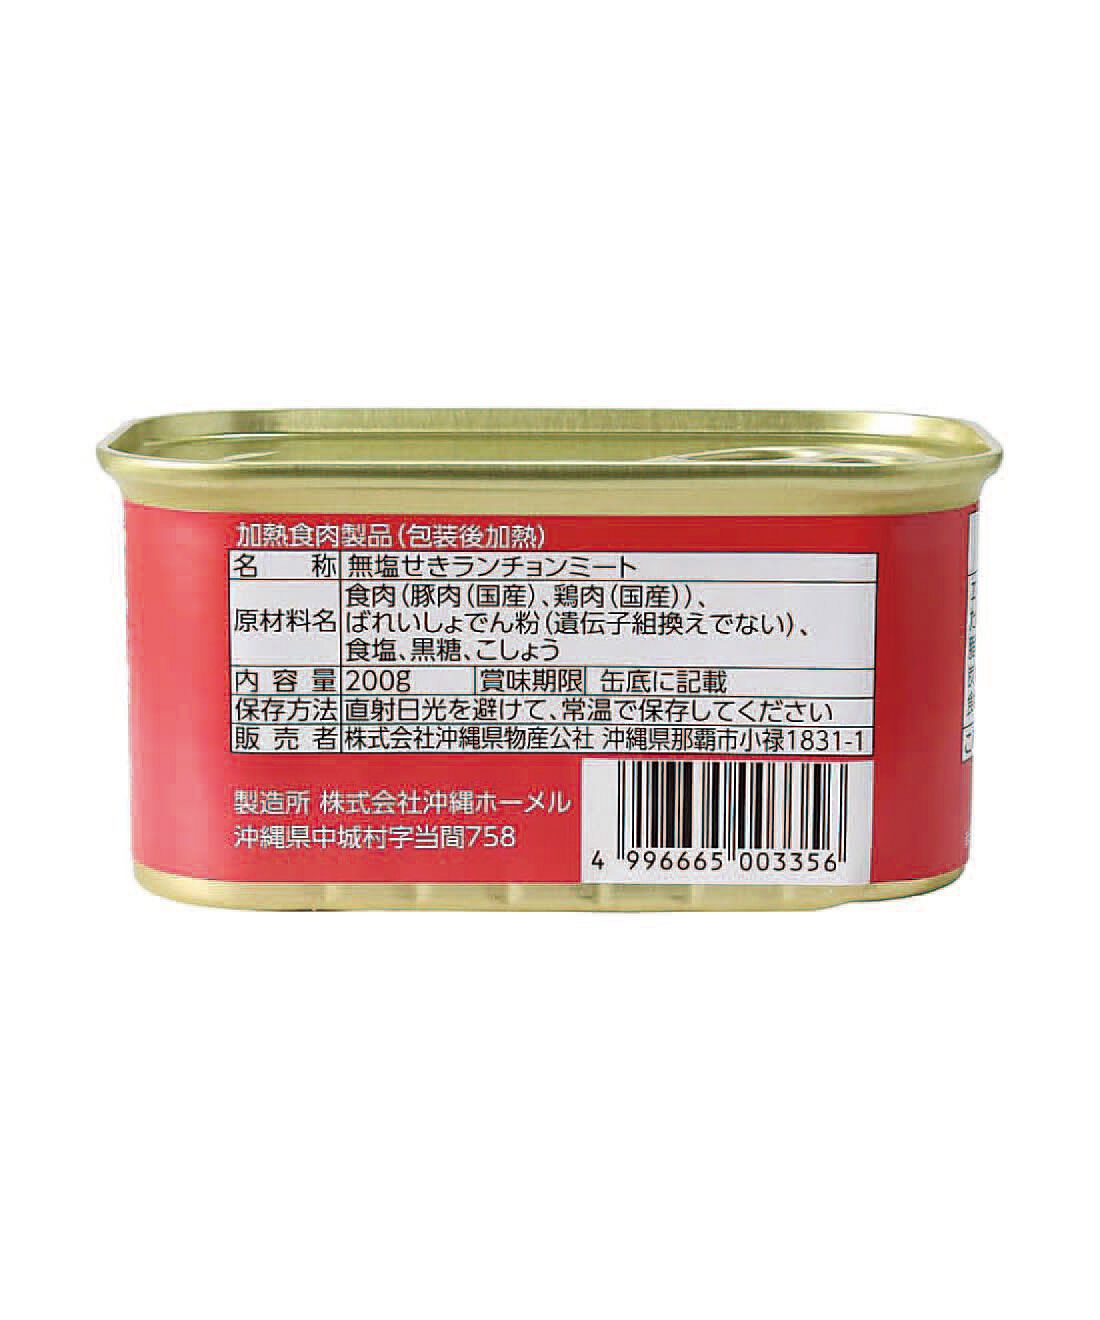 加熱食肉製品(包装後加熱)
名称 無塩せきランチョンミート
原材料名 食肉(豚肉(国産)、鶏肉(国産))、
ばれいしょでん粉(遺伝子組換えでない)、
食塩、黒糖、こしょう
内容量 200g 賞味期限 缶底に記載
保存方法 直射日光を避けて、常温で保存してください
販売者 株式会社沖縄県物産公社 沖縄県那覇市小禄1831-1
製造所 株式会社沖縄ホーメル
沖縄県中城村字当間758
4 996665 003356